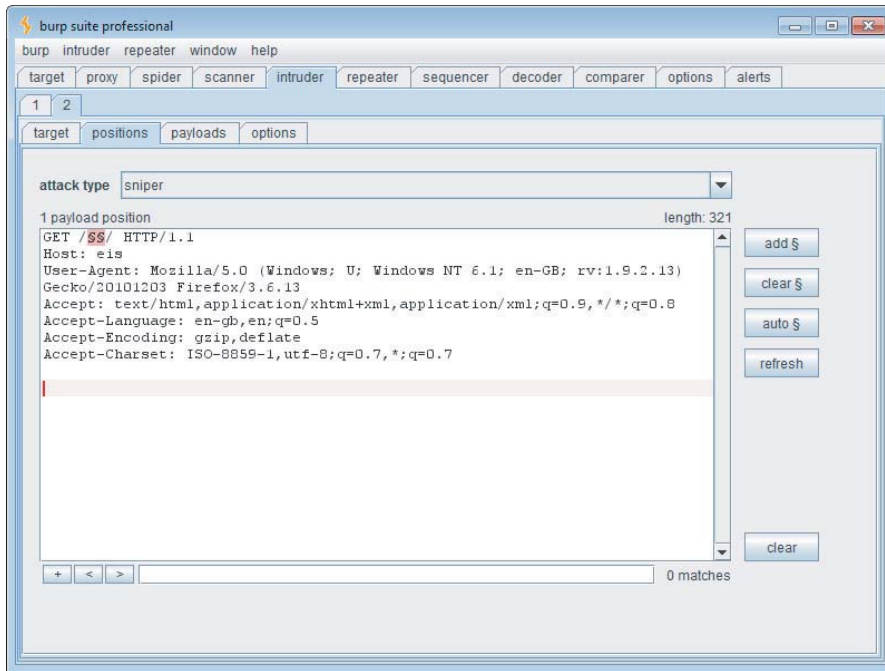 burp suite professional
burp intruder repeater window help
target proxy spider scanner intruder repeater sequencer decoder comparer options alerts
1 2
target positions payloads options
attack type sniper
1 payload position length: 321
GET /§§/ HTTP/1.1
Host: eis
User-Agent: Mozilla/5.0 (Windows; U; Windows NT 6.1; en-GB; rv:1.9.2.13)
Gecko/20101203 Firefox/3.6.13
Accept: text/html,application/xhtml+xml,application/xml;q=0.9,*/*;q=0.8
Accept-Language: en-gb,en;q=0.5
Accept-Encoding: gzip,deflate
Accept-Charset: ISO-8859-1,utf-8;q=0.7,*;q=0.7
add §
clear §
auto §
refresh
clear
+ < > 0 matches